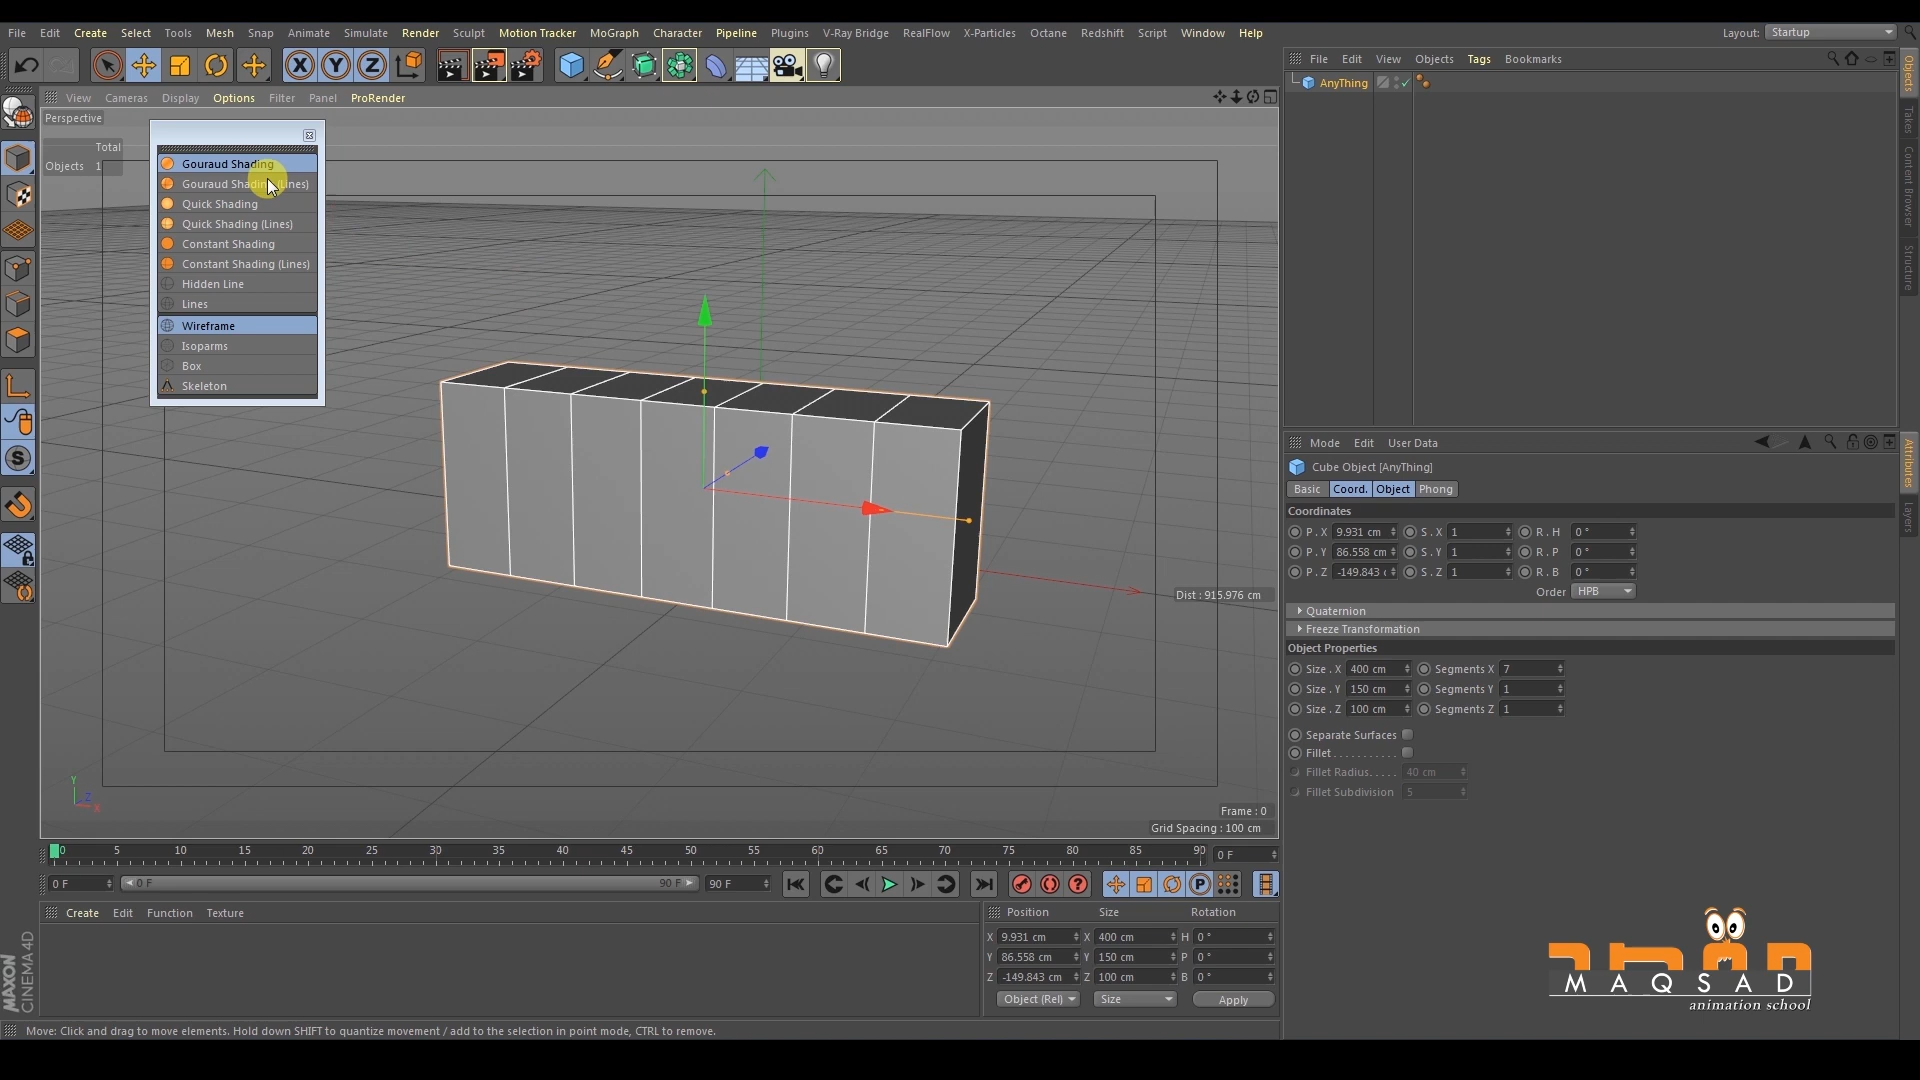 File Edit Create Select Tools Mesh Snap Animate Simulate Render Sculpt Motion Tracker MoGraph Character Pipeline Plugins V-Ray Bridge RealFlow X-Particles Octane Redshift Script Window Help Layout: Startup
File Edit View Objects Tags Bookmarks
View Cameras Display Options Filter Panel ProRender
AnyThing
Perspective
Total
Objects 1
Gouraud Shading
Gouraud Shading (Lines)
Quick Shading
Quick Shading (Lines)
Constant Shading
Constant Shading (Lines)
Hidden Line
Lines
Wireframe
Isoparms
Box
Skeleton
Dist : 915.976 cm
Frame : 0
Grid Spacing : 100 cm
Y
Z
X
Objects
Takes
Content Browser
Structure
Mode Edit User Data
Cube Object [AnyThing]
Basic Coord. Object Phong
Coordinates
P . X 9.931 cm S . X 1 R . H 0 °
P . Y 86.558 cm S . Y 1 R . P 0 °
P . Z -149.843 c S . Z 1 R . B 0 °
Order HPB
Quaternion
Freeze Transformation
Object Properties
Size . X 400 cm Segments X 7
Size . Y 150 cm Segments Y 1
Size . Z 100 cm Segments Z 1
Separate Surfaces
Fillet . . . . . . . . . . .
Fillet Radius. . . . . 40 cm
Fillet Subdivision 5
Attributes
Layers
0 5 10 15 20 25 30 35 40 45 50 55 60 65 70 75 80 85 90 0 F
0 F 0 F 90 F 90 F
Create Edit Function Texture
Position Size Rotation
X 9.931 cm X 400 cm H 0 °
Y 86.558 cm Y 150 cm P 0 °
Z -149.843 cm Z 100 cm B 0 °
Object (Rel) Size Apply
MAXON
CINEMA 4D
MAQSAD
animation school
Move: Click and drag to move elements. Hold down SHIFT to quantize movement / add to the selection in point mode, CTRL to remove.